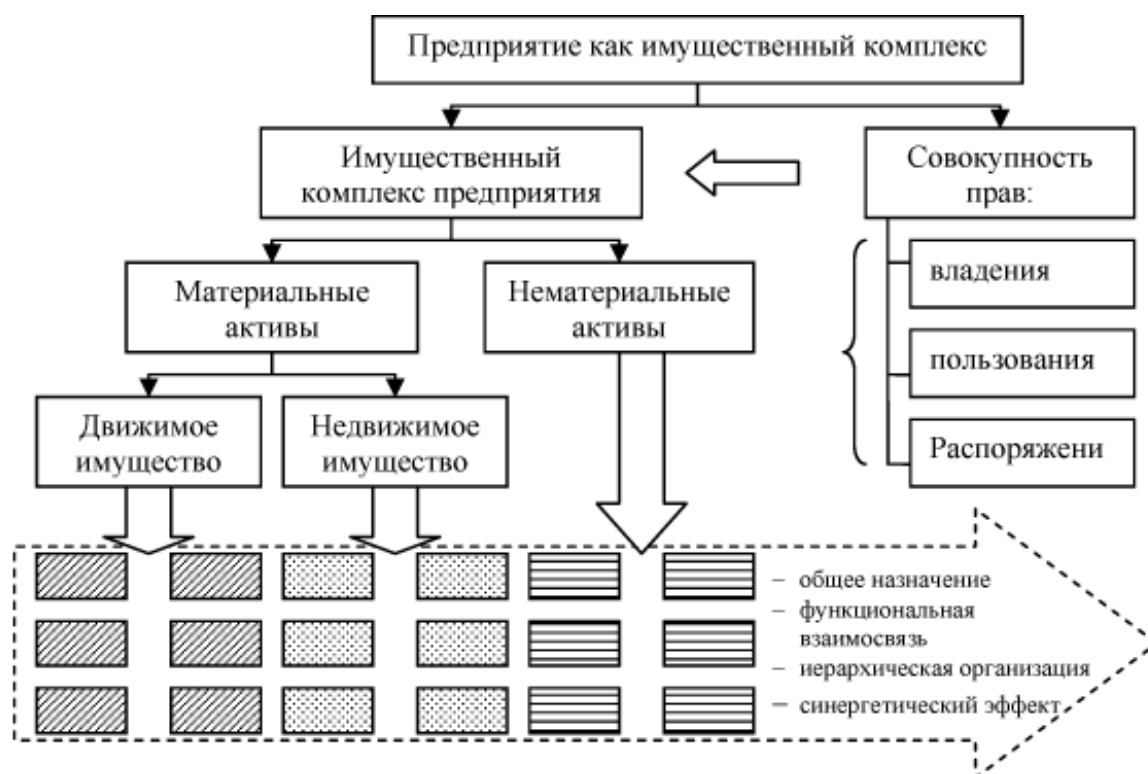 Предприятие как имущественный комплекс
Имущественный
комплекс предприятия
Совокупность
прав:
владения
пользования
Распоряжени
Материальные
активы
Нематериальные
активы
Движимое
имущество
Недвижимое
имущество
– общее назначение
– функциональная
взаимосвязь
– иерархическая организация
– синергетический эффект